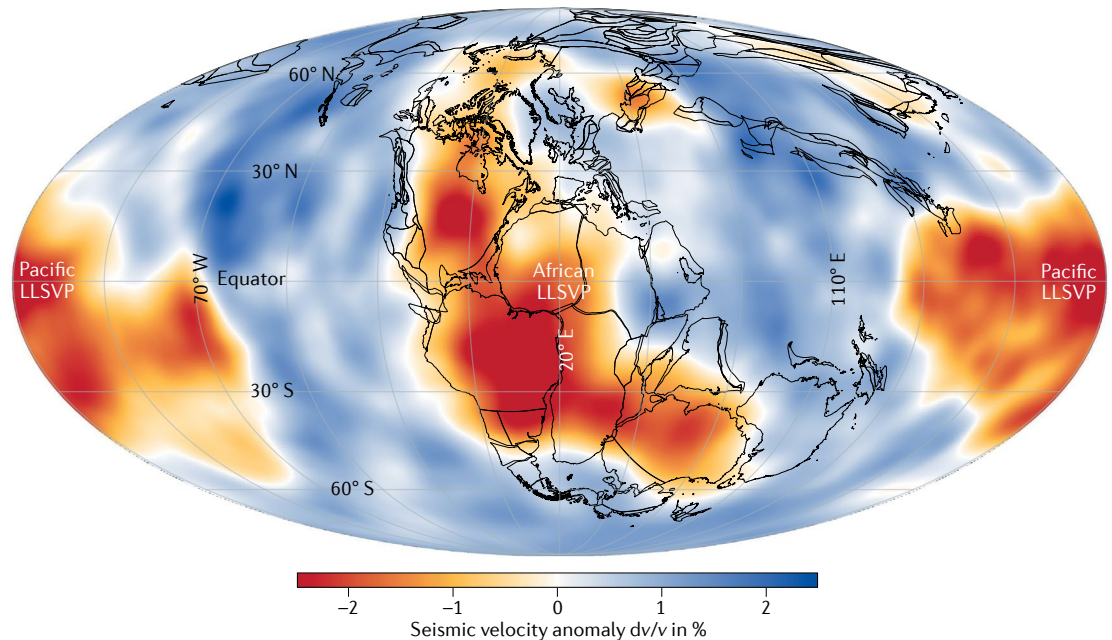 60° N
30° N
Pacific
LLSVP
70° W
Equator
African
LLSVP
110° E
Pacific
LLSVP
20° E
30° S
60° S
−2
−1
0
1
2
Seismic velocity anomaly dv/v in %